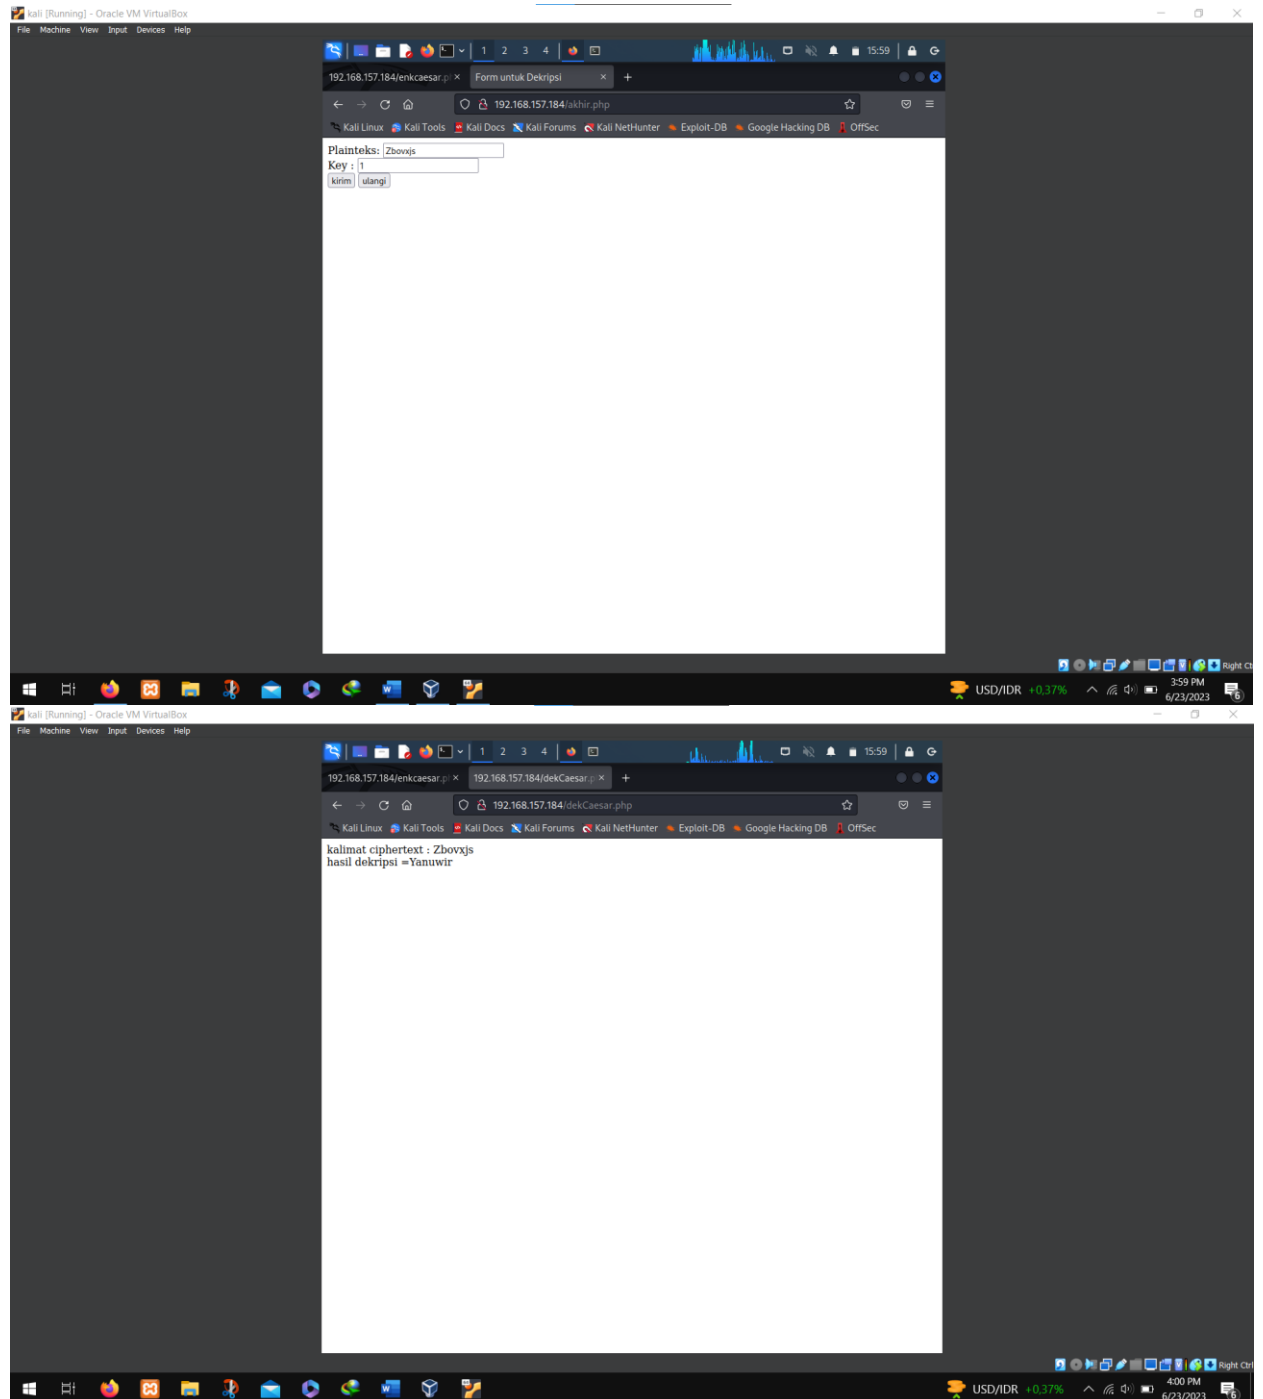 kali [Running] - Oracle VM VirtualBox
File Machine View Input Devices Help
1 2 3 4 15:59
192.168.157.184/enkcaesar.p Form untuk Dekripsi
192.168.157.184/akhir.php
Kali Linux Kali Tools Kali Docs Kali Forums Kali NetHunter Exploit-DB Google Hacking DB OffSec
Plainteks: Zbovxjs
Key : 1
kirim ulangi
Right Ct
USD/IDR +0,37% 3:59 PM
6/23/2023
kali [Running] - Oracle VM VirtualBox
File Machine View Input Devices Help
1 2 3 4 15:59
192.168.157.184/enkcaesar.p 192.168.157.184/dekCaesar.p
192.168.157.184/dekCaesar.php
Kali Linux Kali Tools Kali Docs Kali Forums Kali NetHunter Exploit-DB Google Hacking DB OffSec
kalimat ciphertext : Zbovxjs
hasil dekripsi =Yanuwir
Right Ctrl
USD/IDR +0,37% 4:00 PM
6/23/2023